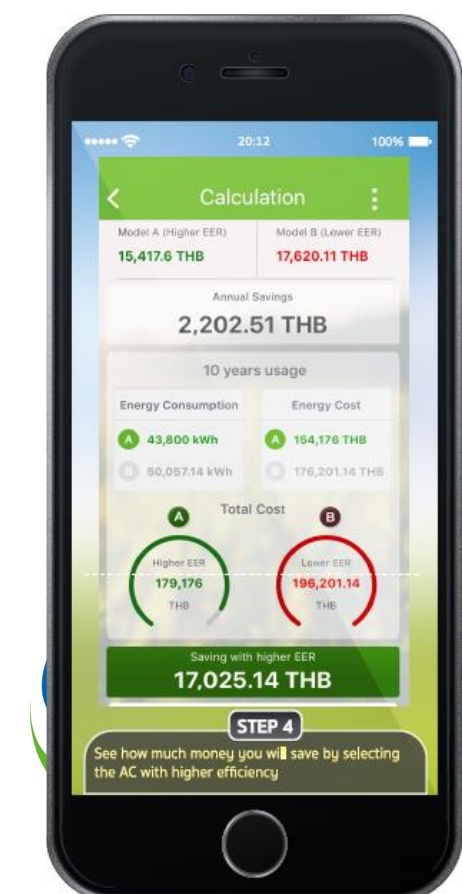 20:12
100%
Calculation
Model A (Higher EER)
Model B (Lower EER)
15,417.6 THB
17,620.11 THB
Annual Savings
2,202.51 THB
10 years usage
Energy Consumption
Energy Cost
A 43,800 kWh
A 154,176 THB
B 50,057.14 kWh
B 176,201.14 THB
Total Cost
A
B
Higher EER
Lower EER
179,176
196,201.14
THB
THB
Saving with higher EER
17,025.14 THB
STEP 4
See how much money you will save by selecting
the AC with higher efficiency